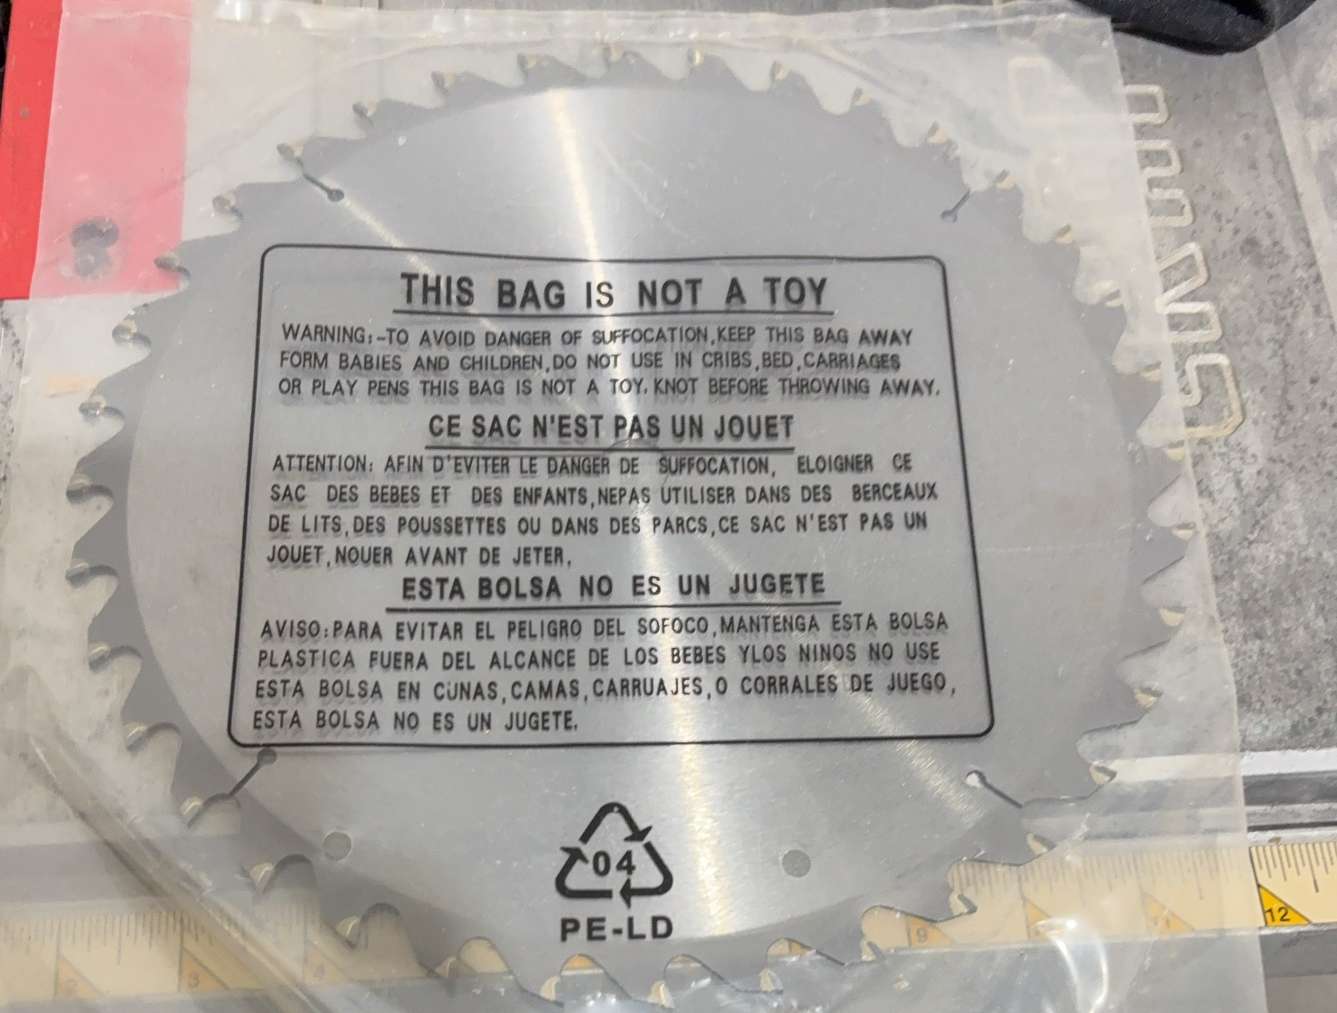 THIS BAG IS NOT A TOY
WARNING:-TO AVOID DANGER OF SUFFOCATION,KEEP THIS BAG AWAY
FORM BABIES AND CHILDREN,DO NOT USE IN CRIBS,BED,CARRIAGES
OR PLAY PENS THIS BAG IS NOT A TOY. KNOT BEFORE THROWING AWAY.
CE SAC N'EST PAS UN JOUET
ATTENTION: AFIN D'EVITER LE DANGER DE SUFFOCATION, ELOIGNER CE
SAC DES BEBES ET DES ENFANTS,NEPAS UTILISER DANS DES BERCEAUX
DE LITS,DES POUSSETTES OU DANS DES PARCS,CE SAC N'EST PAS UN
JOUET,NOUER AVANT DE JETER,
ESTA BOLSA NO ES UN JUGETE
AVISO:PARA EVITAR EL PELIGRO DEL SOFOCO,MANTENGA ESTA BOLSA
PLASTICA FUERA DEL ALCANCE DE LOS BEBES YLOS NINOS NO USE
ESTA BOLSA EN CUNAS,CAMAS,CARRUAJES,O CORRALES DE JUEGO,
ESTA BOLSA NO ES UN JUGETE.
04
PE-LD
2 3 4 9 11 12